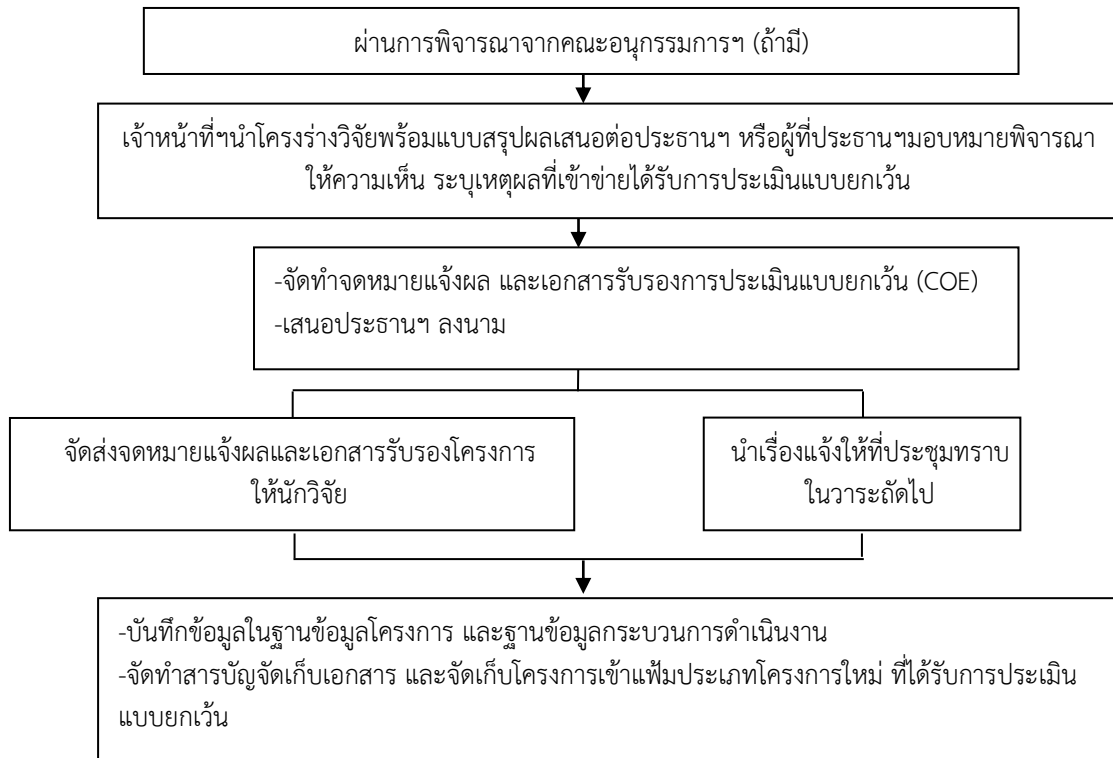 ผ่านการพิจารณาจากคณะอนุกรรมการฯ (ถ้ามี)
เจ้าหน้าที่ฯนำโครงร่างวิจัยพร้อมแบบสรุปผลเสนอต่อประธานฯ หรือผู้ที่ประธานฯมอบหมายพิจารณา
ให้ความเห็น ระบุเหตุผลที่เข้าข่ายได้รับการประเมินแบบยกเว้น
-จัดทำจดหมายแจ้งผล และเอกสารรับรองการประเมินแบบยกเว้น (COE)
-เสนอประธานฯ ลงนาม
จัดส่งจดหมายแจ้งผลและเอกสารรับรองโครงการ
ให้นักวิจัย
นำเรื่องแจ้งให้ที่ประชุมทราบ
ในวาระถัดไป
-บันทึกข้อมูลในฐานข้อมูลโครงการ และฐานข้อมูลกระบวนการดำเนินงาน
-จัดทำสารบัญจัดเก็บเอกสาร และจัดเก็บโครงการเข้าแฟ้มประเภทโครงการใหม่ ที่ได้รับการประเมิน
แบบยกเว้น